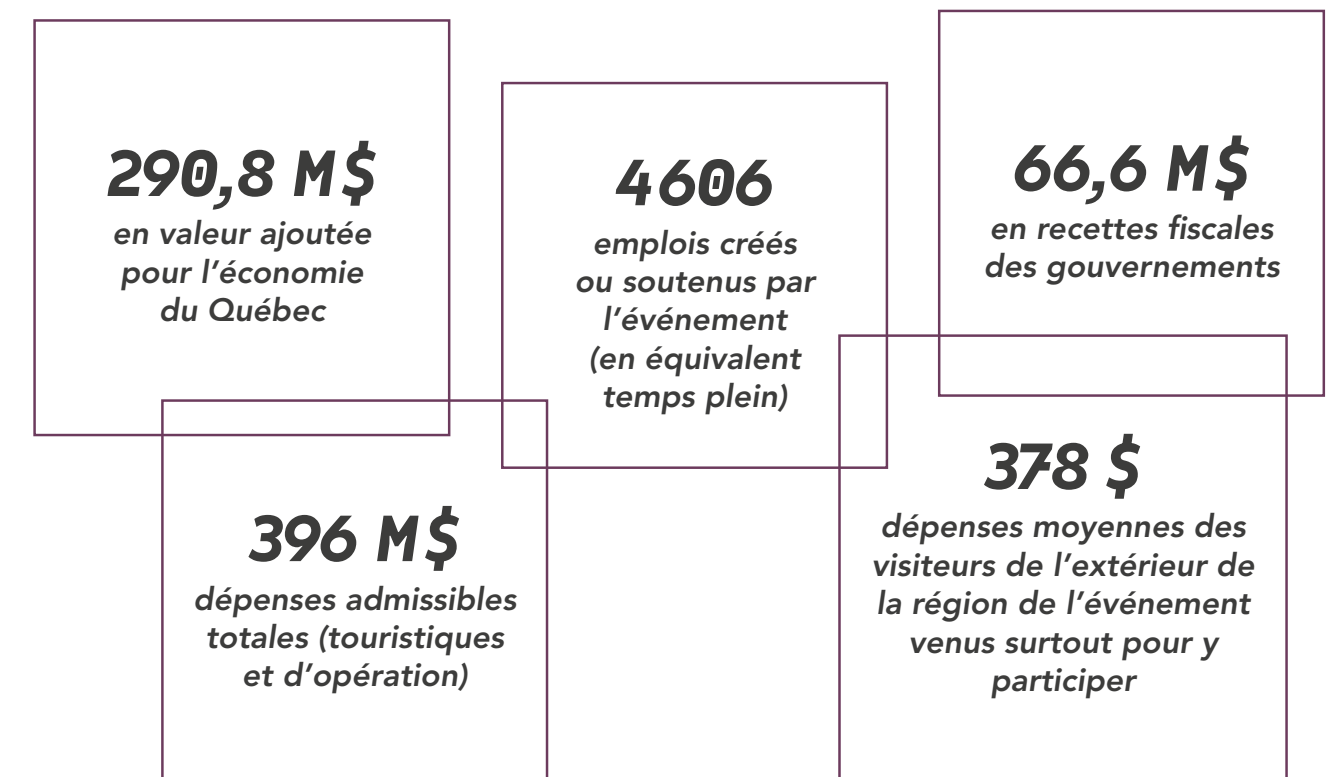 290,8 M$
en valeur ajoutée
pour l’économie
du Québec
4606
emplois créés
ou soutenus par
l’événement
(en équivalent
temps plein)
66,6 M$
en recettes fiscales
des gouvernements
396 M$
dépenses admissibles
totales (touristiques
et d’opération)
378 $
dépenses moyennes des
visiteurs de l’extérieur de
la région de l’événement
venus surtout pour y
participer